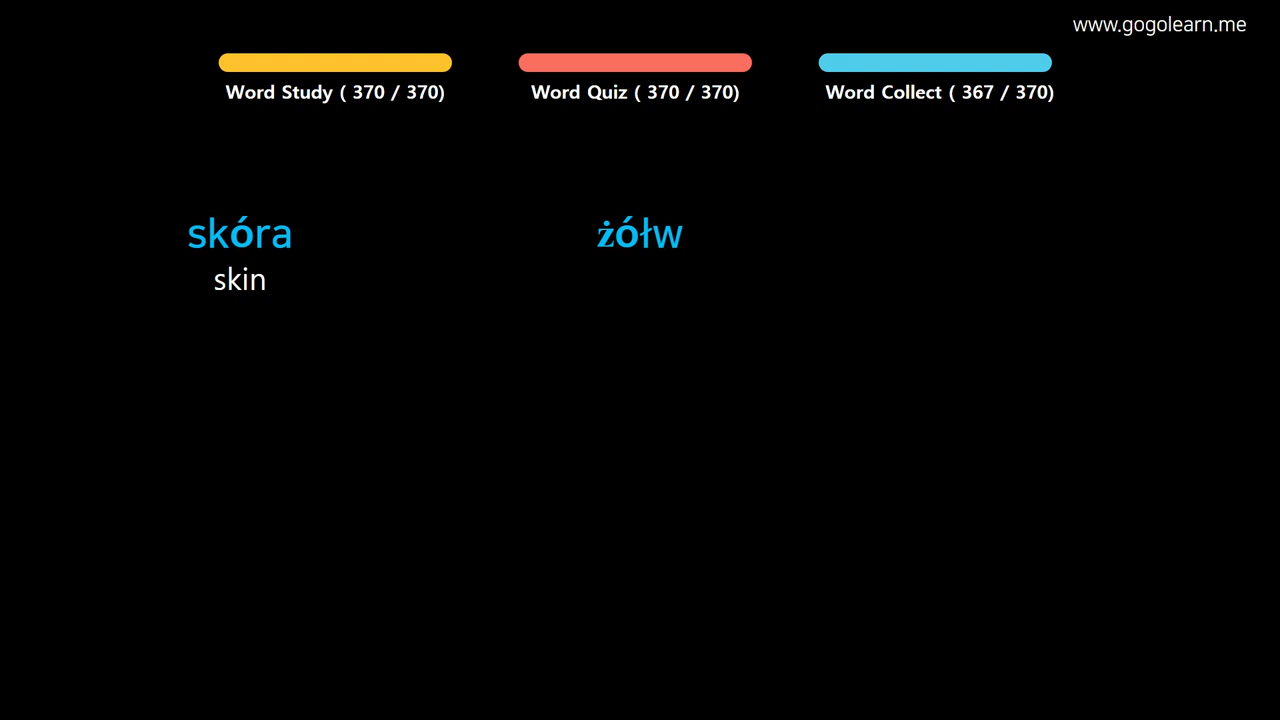 www.gogolearn.me
Word Study ( 370 / 370)
Word Quiz ( 370 / 370)
Word Collect ( 367 / 370)
skóra
skin
żółw